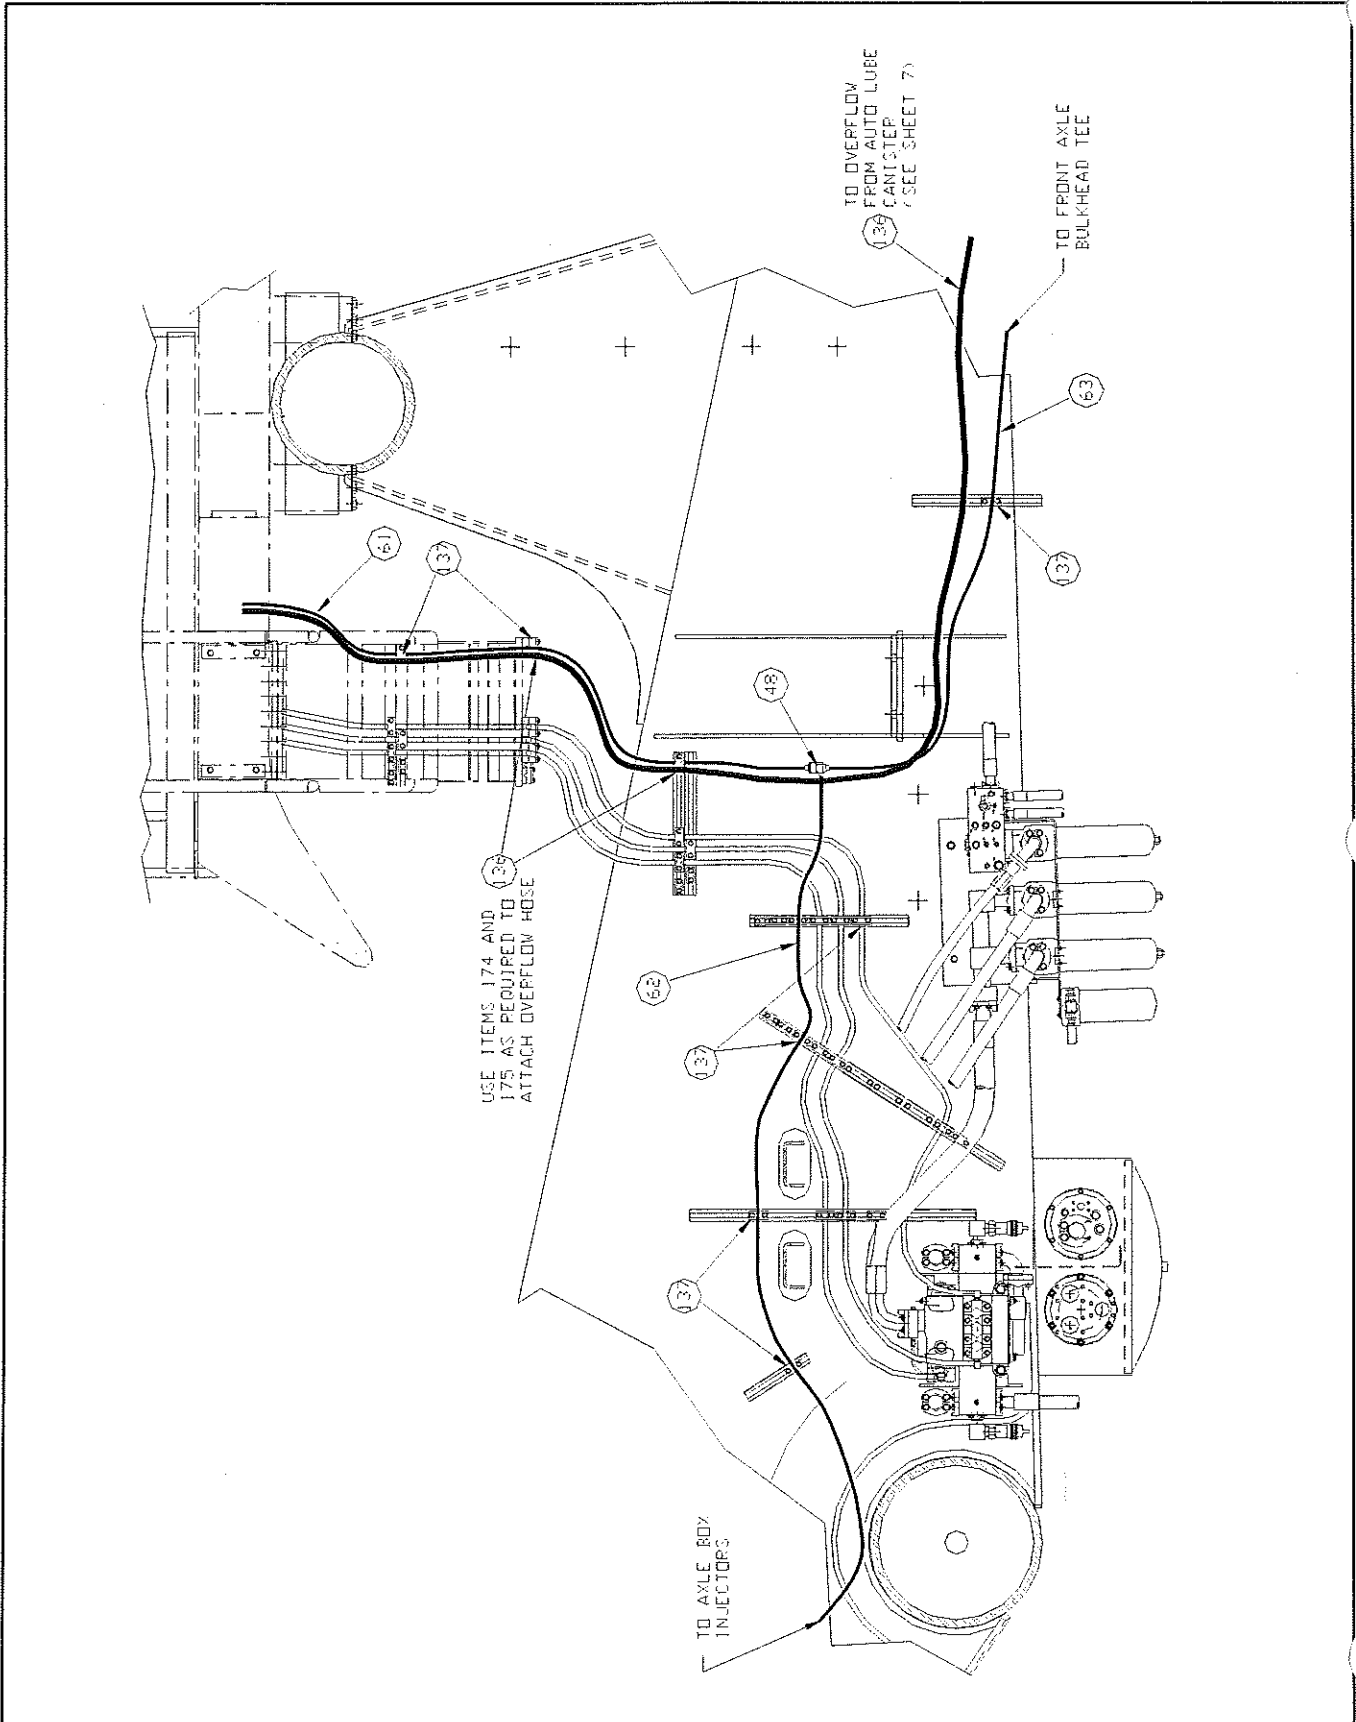 TO OVERFLOW
FROM AUTO LUBE
CANISTER
(SEE SHEET 7)
136
TO FRONT AXLE
BULKHEAD TEE
63
137
61
137
48
136
USE ITEMS 174 AND
175 AS REQUIRED TO
ATTACH OVERFLOW HOSE
62
137
137
TO AXLE BOX
INJECTORS